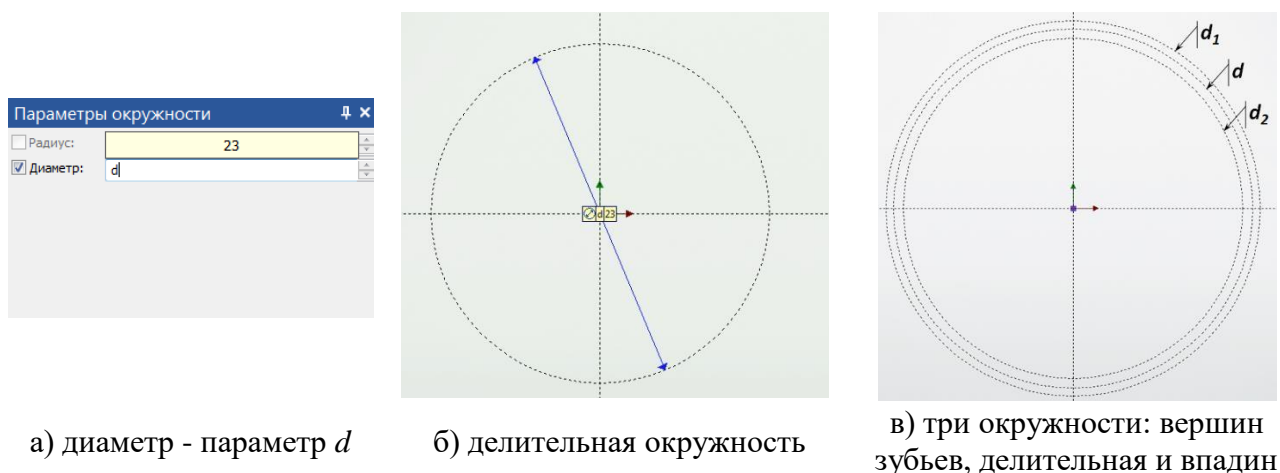 Параметры окружности
Радиус: 23
Диаметр: d
d 23
d₁
d
d₂
а) диаметр - параметр d
б) делительная окружность
в) три окружности: вершин
зубьев, делительная и впадин